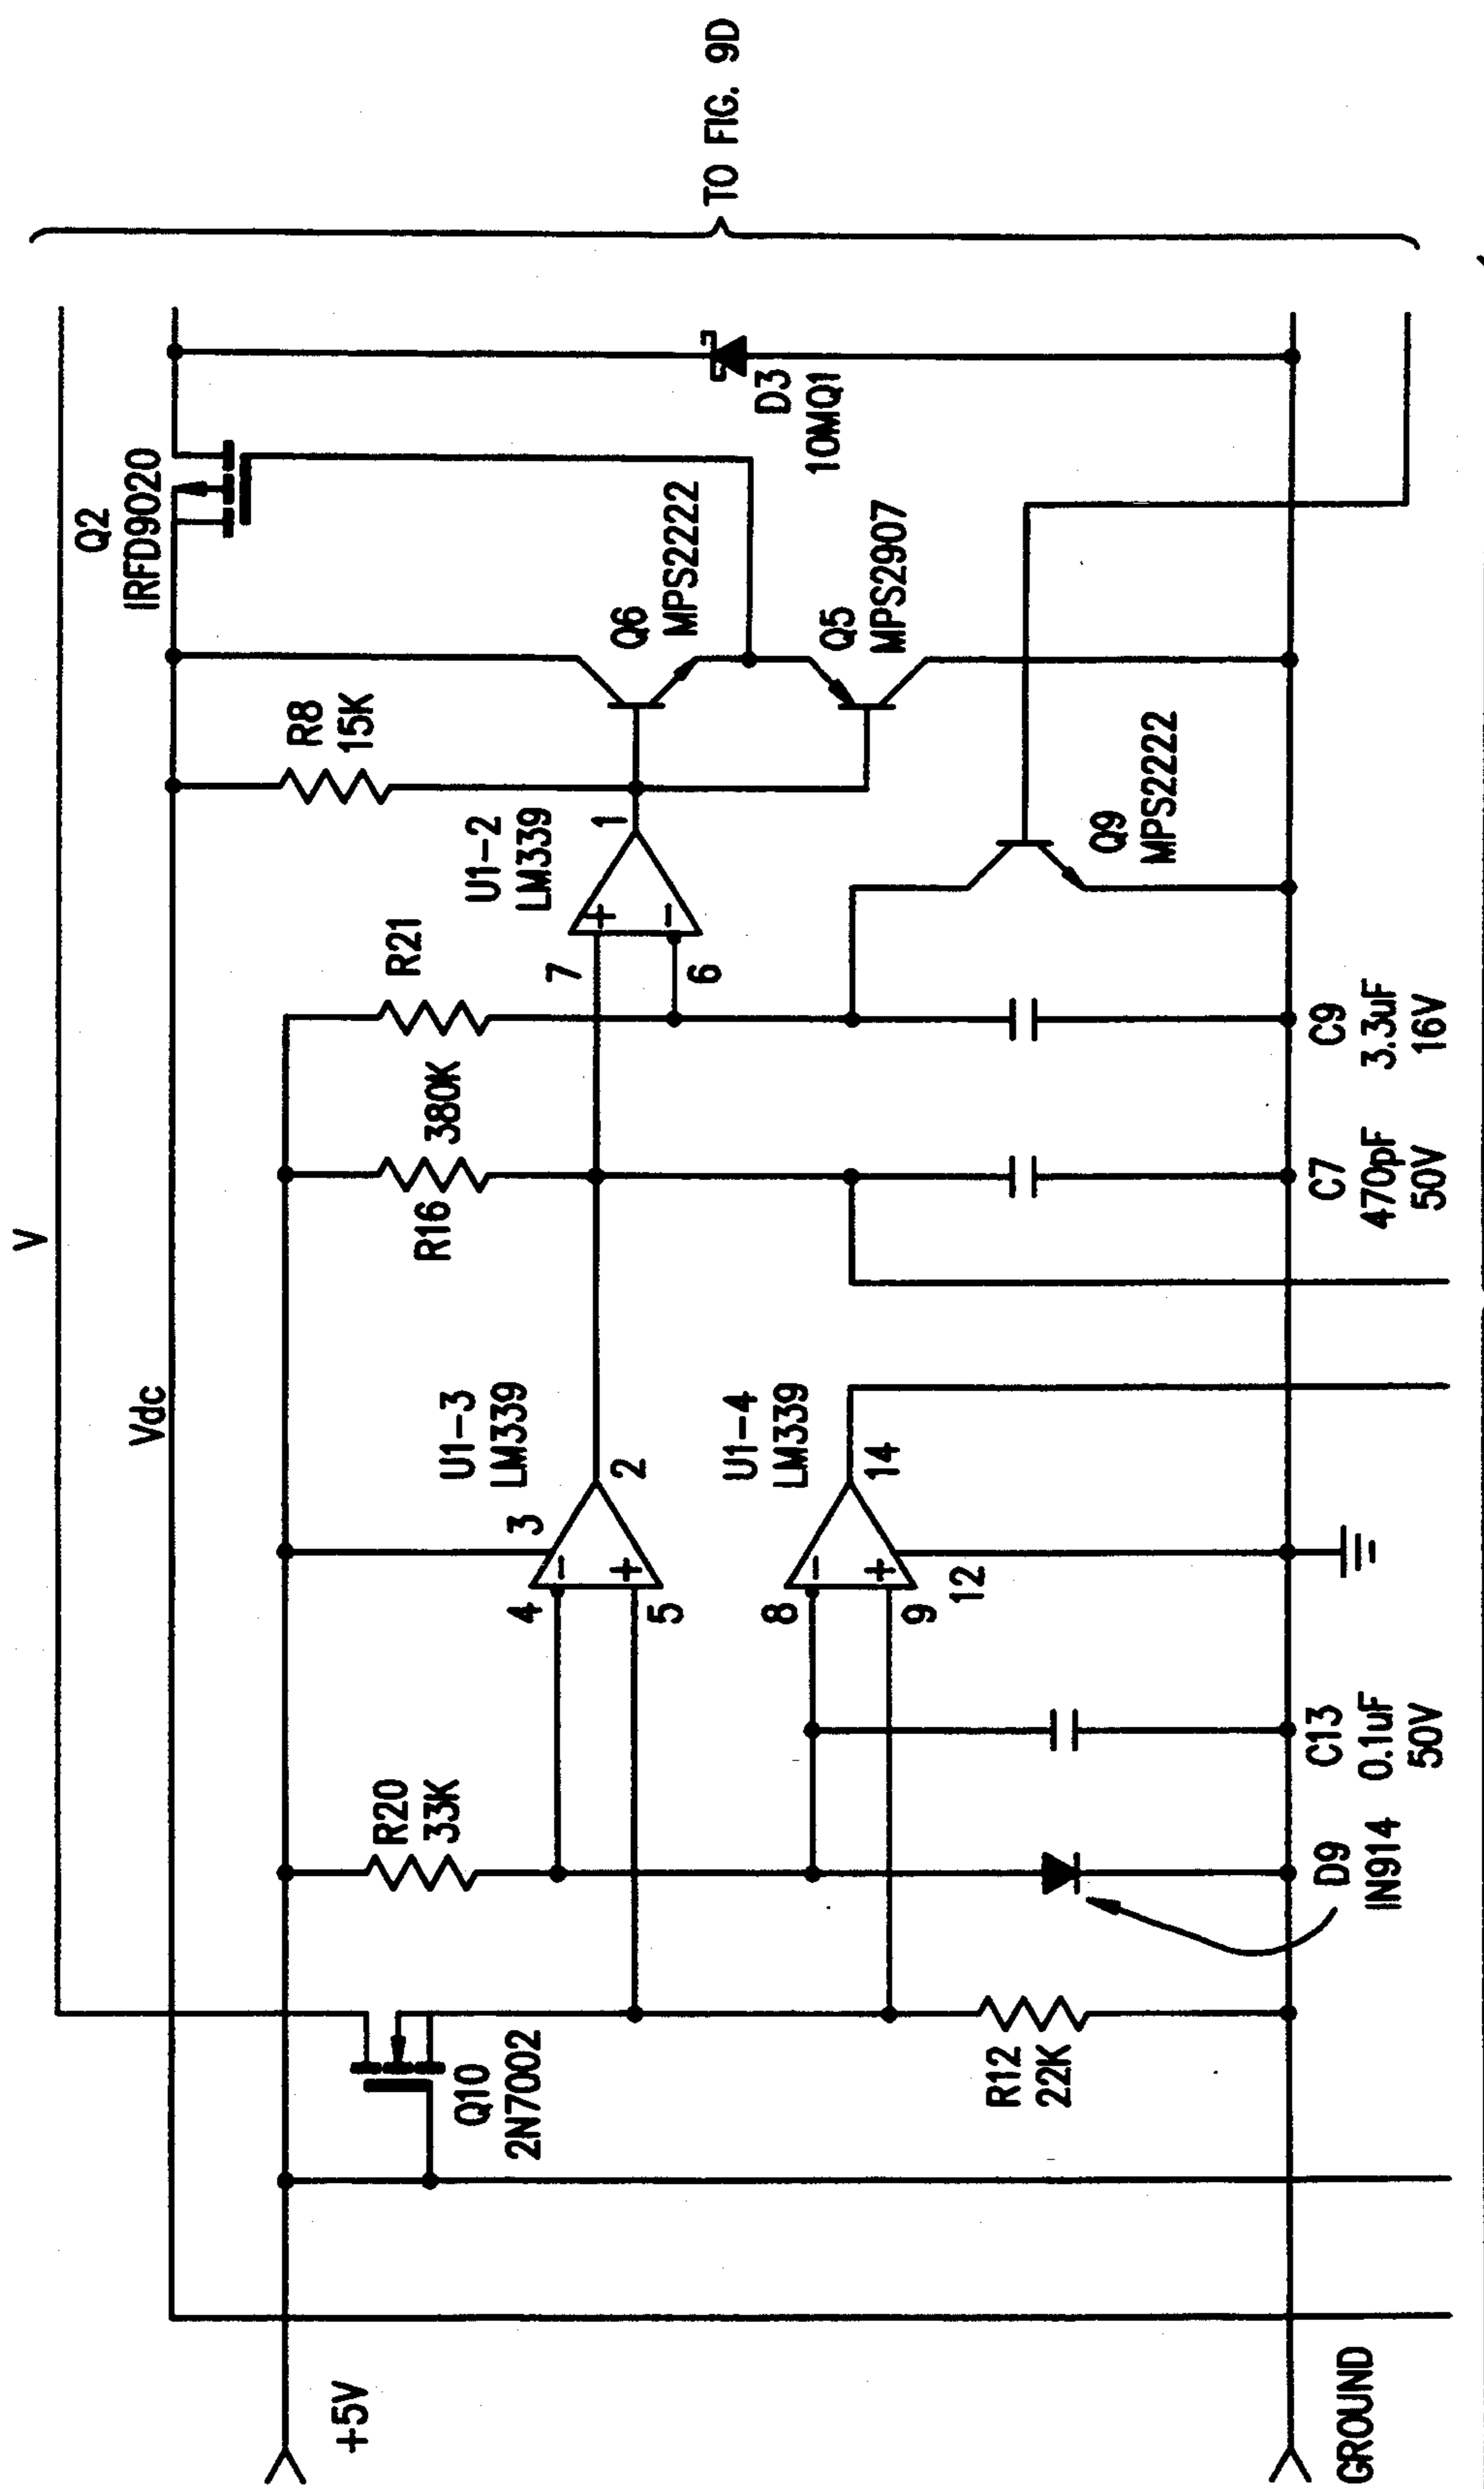 V
Vdc
+5V
GROUND
Q10
2N7002
R12
22K
R20
33K
D9
IN914
C13
0.1uF
50V
4
5
3
-
+
2
U1-3
LM339
8
9
12
-
+
14
U1-4
LM339
R16
380K
R21
C7
470pF
50V
C9
3.3uF
16V
7
6
+
-
1
U1-2
LM339
R8
15K
Q9
MPS2222
Q6
MPS2222
Q5
MPS2907
Q2
IRFD9020
D3
10MQ1
TO FIG. 9D